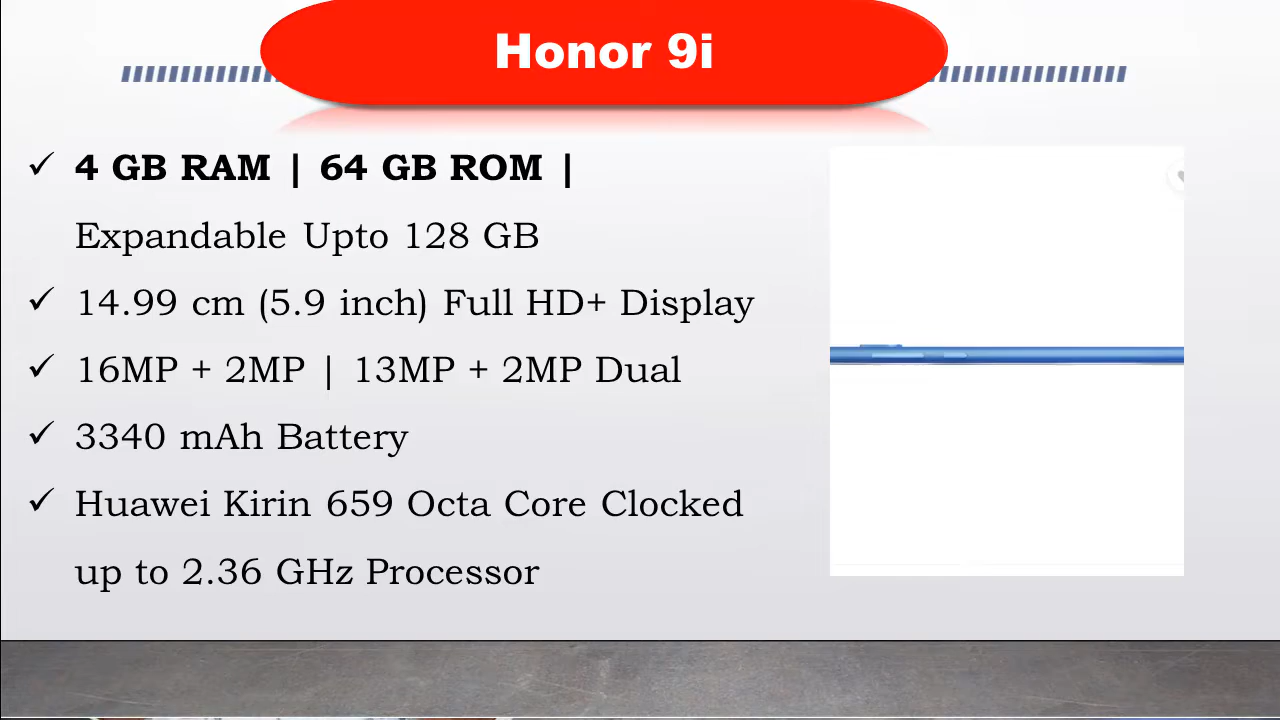 Honor 9i
4 GB RAM | 64 GB ROM |
Expandable Upto 128 GB
14.99 cm (5.9 inch) Full HD+ Display
16MP + 2MP | 13MP + 2MP Dual
3340 mAh Battery
Huawei Kirin 659 Octa Core Clocked
up to 2.36 GHz Processor